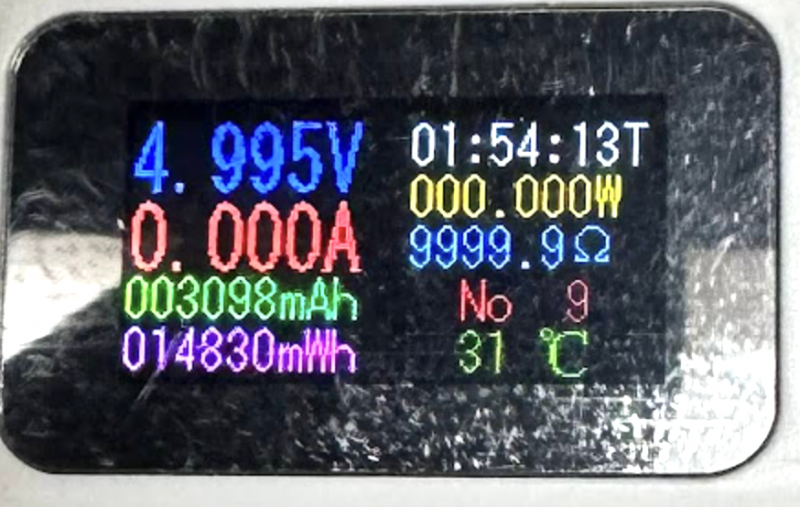 4.995V
0.000A
003098mAh
014830mWh
01:54:13T
000.000W
9999.9Ω
No 9
31 ℃